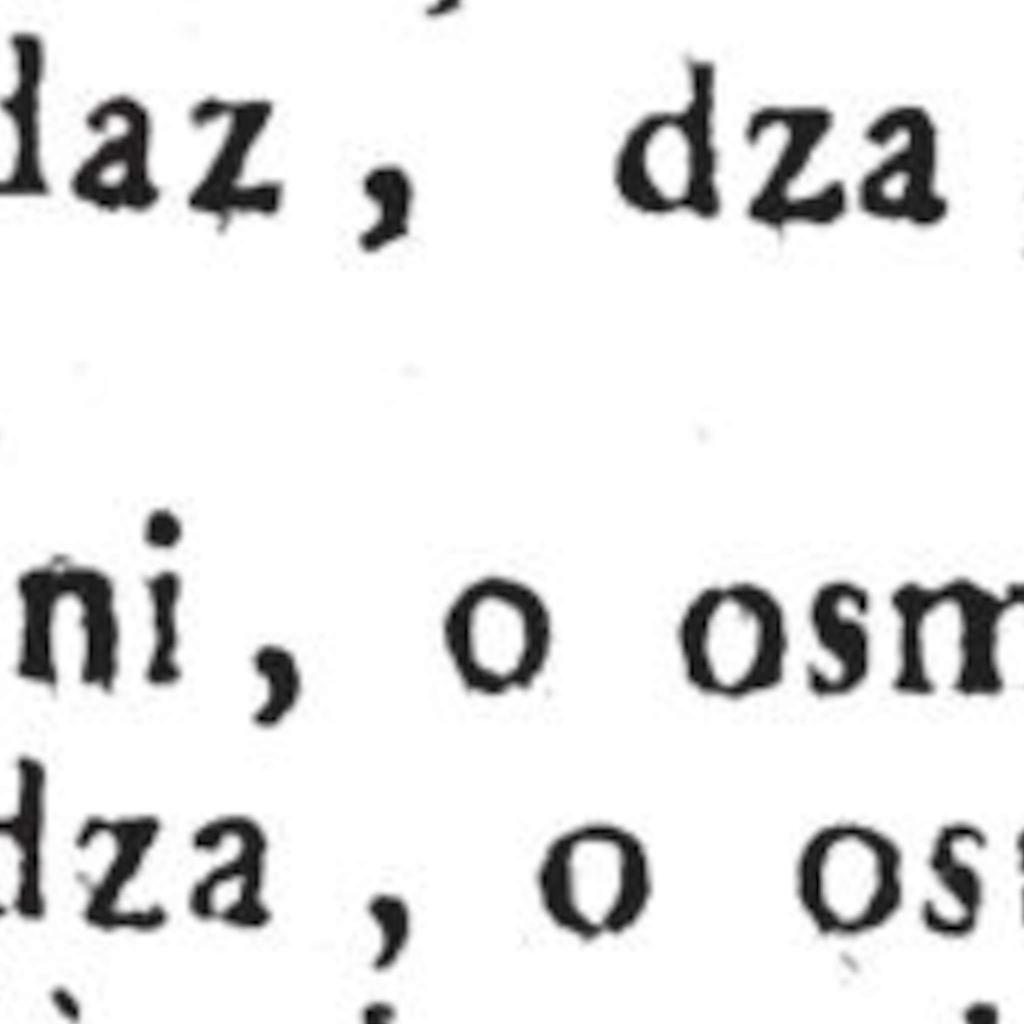 daz, dza
ni, o osm
dza, o os